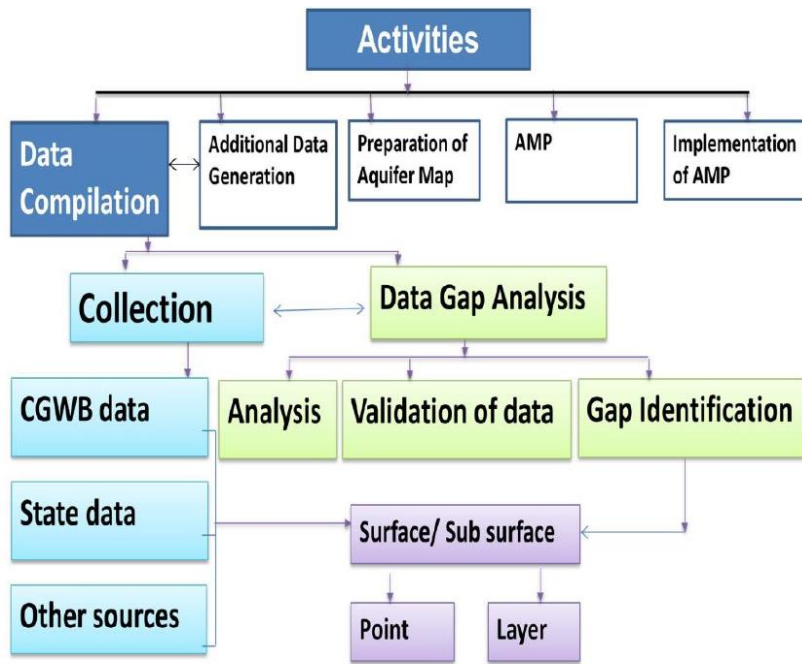 Activities
Data
Compilation
Additional Data
Generation
Preparation of
Aquifer Map
AMP
Implementation
of AMP
Collection
Data Gap Analysis
CGWB data
Analysis
Validation of data
Gap Identification
State data
Surface/ Sub surface
Other sources
Point
Layer